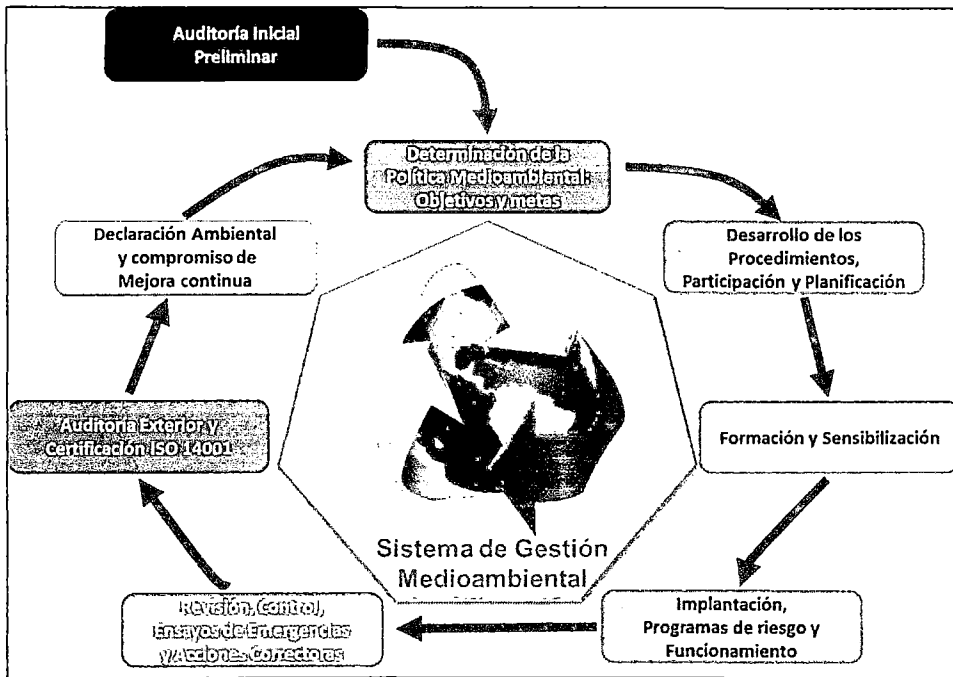 Auditoría Inicial
Preliminar
Determinación de la
Política Medioambiental:
Objetivos y metas
Desarrollo de los
Procedimientos,
Participación y Planificación
Formación y Sensibilización
Implantación,
Programas de riesgo y
Funcionamiento
Revisión, Control,
Ensayos de Emergencias
y Acciones Correctoras
Auditoría Exterior y
Certificación ISO 14001
Declaración Ambiental
y compromiso de
Mejora continua
Sistema de Gestión
Medioambiental